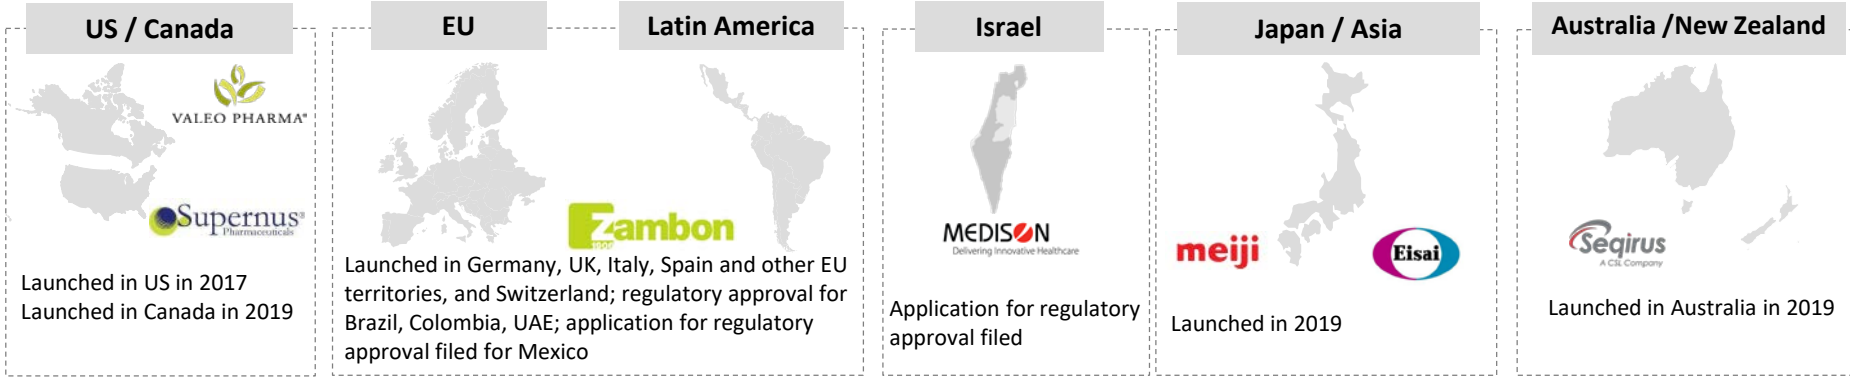 US / Canada
VALEO PHARMA
Supernus®
Pharmaceuticals
Launched in US in 2017
Launched in Canada in 2019
EU
Latin America
Zambon
1906
Launched in Germany, UK, Italy, Spain and other EU
territories, and Switzerland; regulatory approval for
Brazil, Colombia, UAE; application for regulatory
approval filed for Mexico
Israel
MEDISON
Delivering Innovative Healthcare
Application for regulatory
approval filed
Japan / Asia
meiji
Eisai
Launched in 2019
Australia /New Zealand
Seqirus
A CSL Company
Launched in Australia in 2019